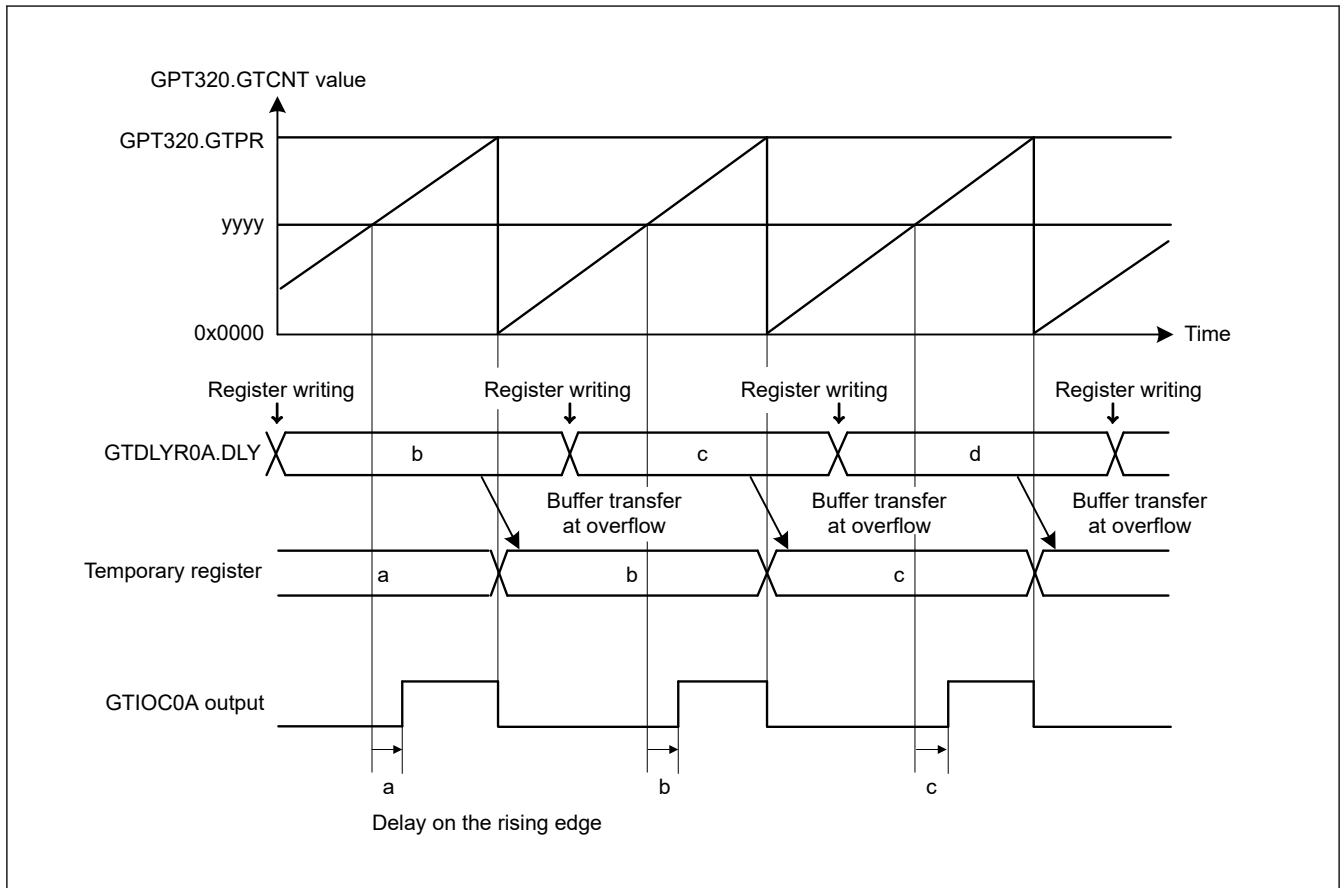 GPT320.GTCNT value
GPT320.GTPR
yyyy
0x0000
Time
Register writing
Register writing
Register writing
Register writing
GTDLYR0A.DLY
b
c
d
Buffer transfer
at overflow
Buffer transfer
at overflow
Buffer transfer
at overflow
Temporary register
a
b
c
GTIOC0A output
a
b
c
Delay on the rising edge